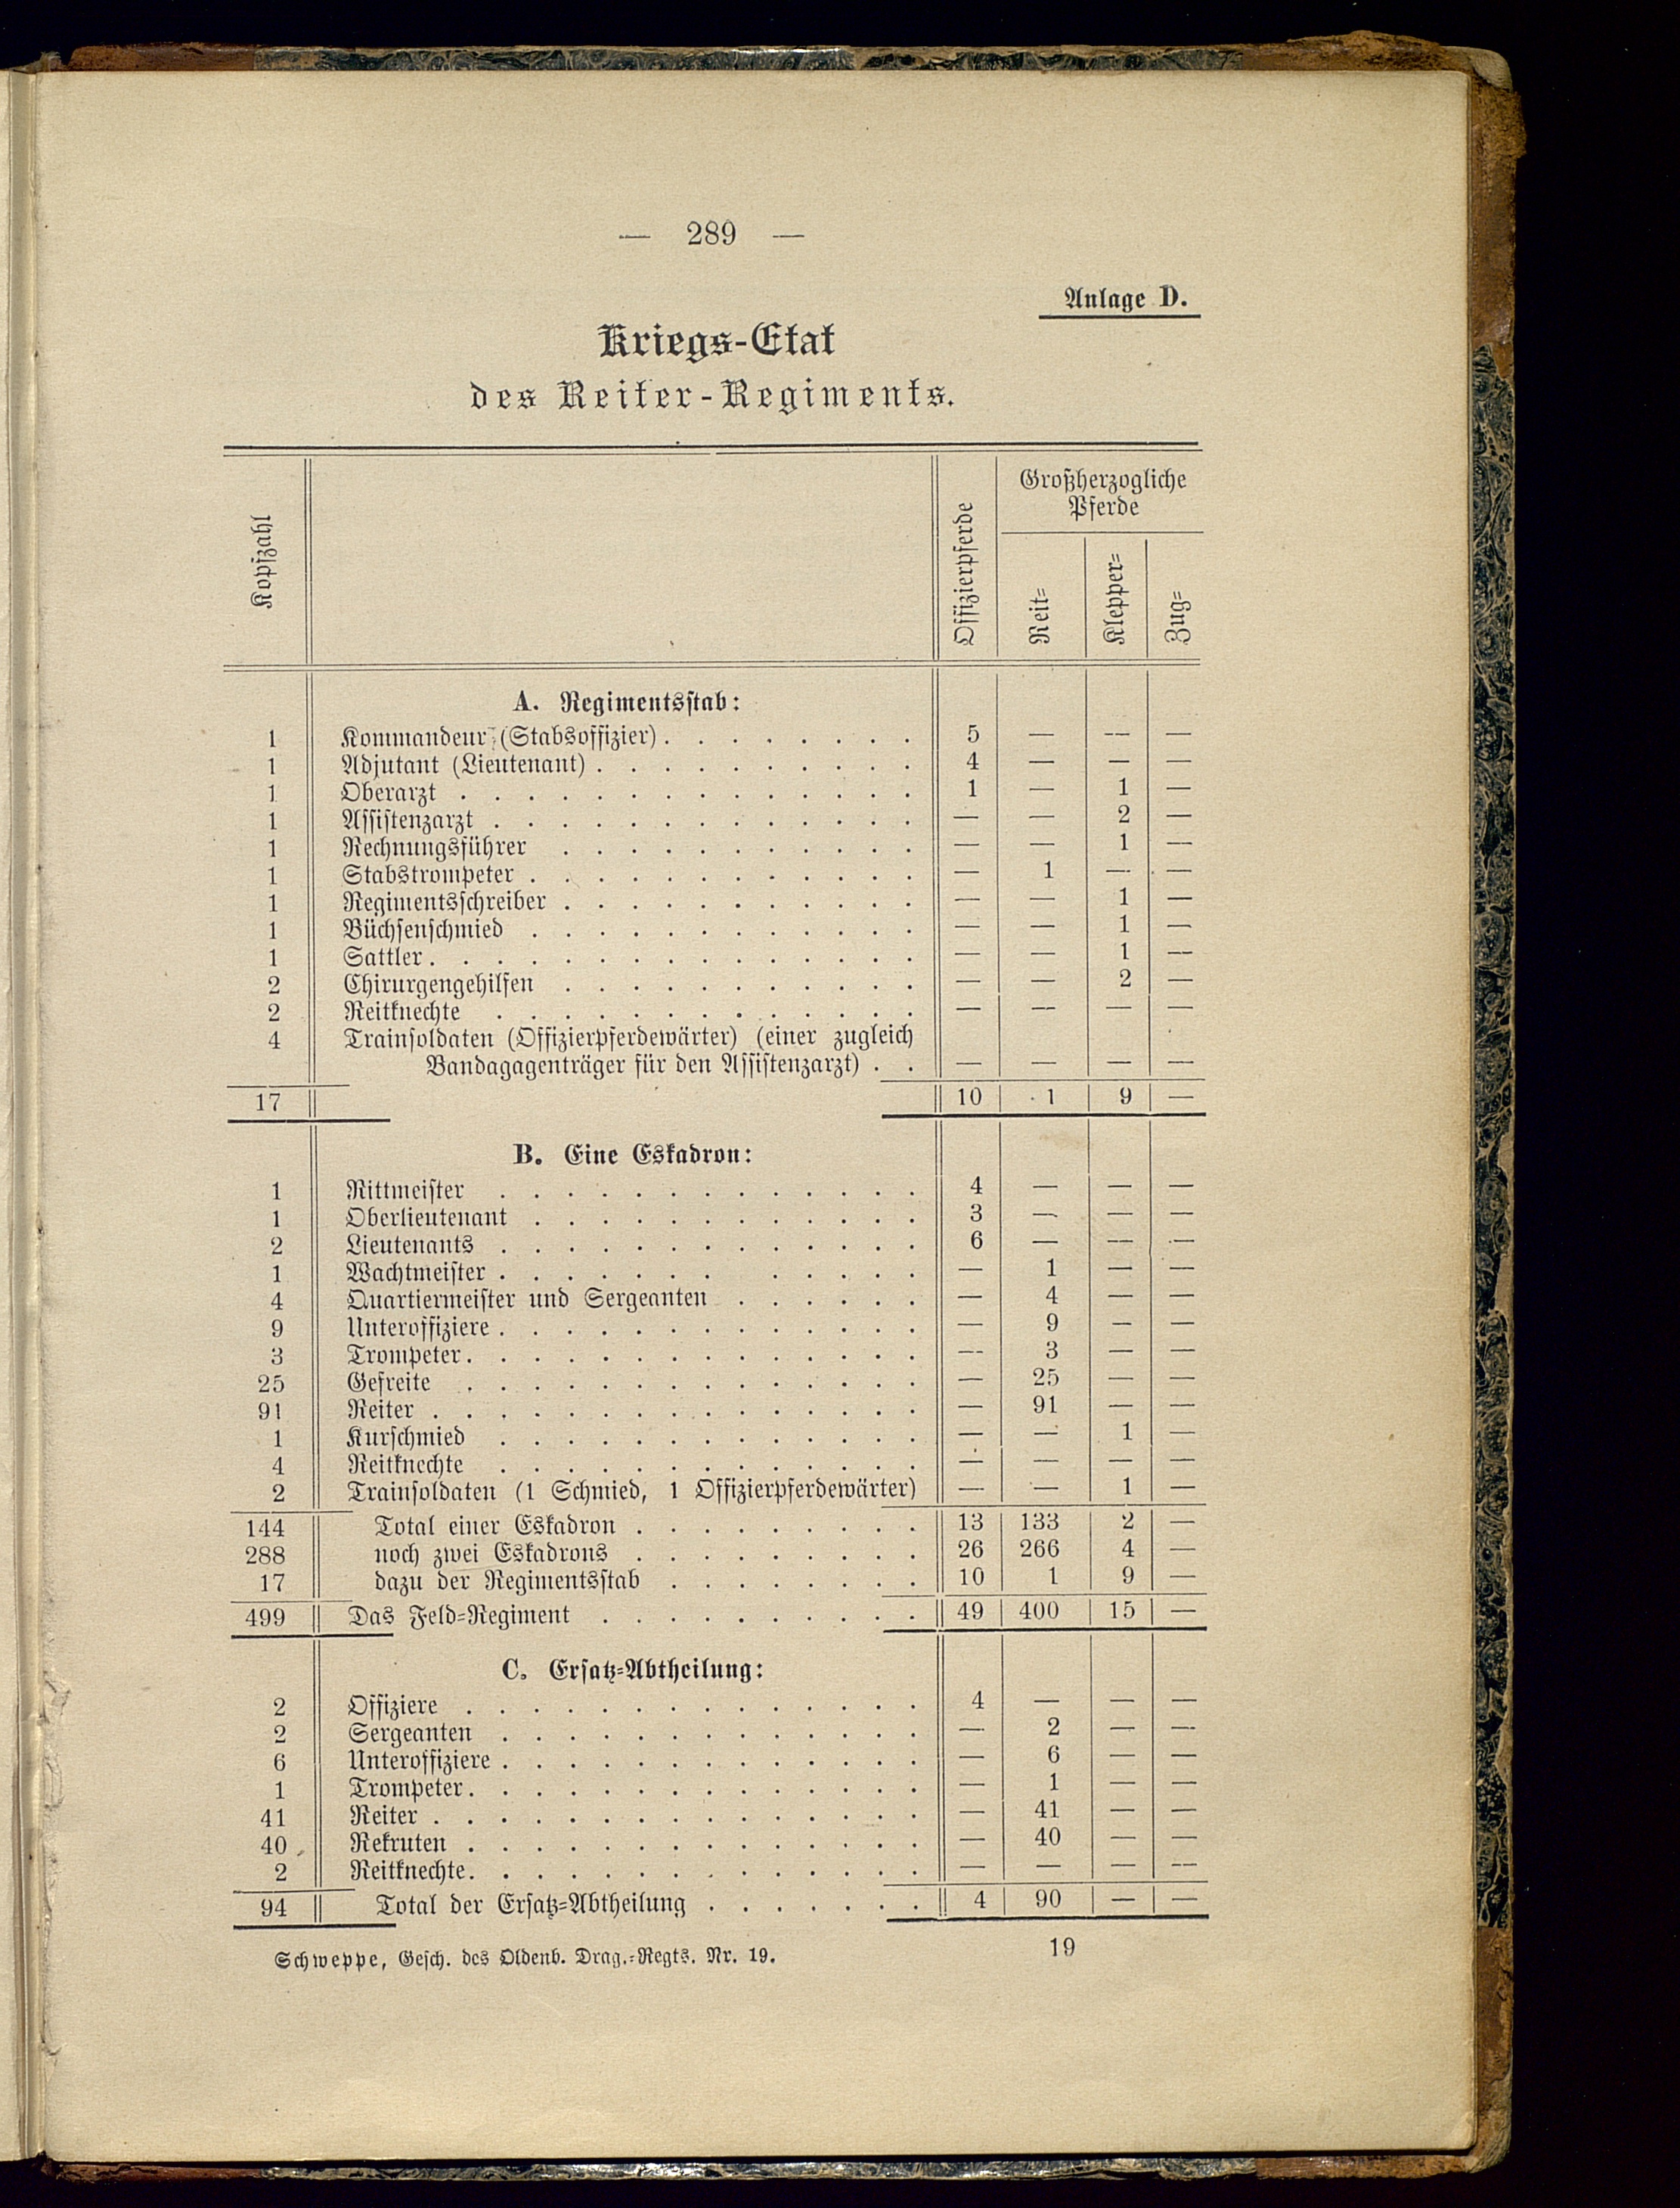 — 289 —
Anlage D.
Kriegs-Etat
des Reiter-Regiments.
Kopfzahl Offizierpferde Großherzogliche
Pferde
Reit= Klepper= Zug=
A. Regimentsstab:
1 Kommandeur (Stabsoffizier) . . . . . . . . 5 — — —
1 Adjutant (Lieutenant) . . . . . . . . . . 4 — — —
1 Oberarzt . . . . . . . . . . . . . . 1 — 1 —
1 Assistenzarzt . . . . . . . . . . . . . — — 2 —
1 Rechnungsführer . . . . . . . . . . . — — 1 —
1 Stabstrompeter . . . . . . . . . . . . — 1 — —
1 Regimentsschreiber . . . . . . . . . . . — — 1 —
1 Büchsenschmied . . . . . . . . . . . . — — 1 —
1 Sattler . . . . . . . . . . . . . . . — — 1 —
2 Chirurgengehilfen . . . . . . . . . . . — — 2 —
2 Reitknechte . . . . . . . . . . . . . — — — —
4 Trainsoldaten (Offizierpferdewärter) (einer zugleich
Bandagagenträger für den Assistenzarzt) . . — — — —
17 10 1 9 —
B. Eine Eskadron:
1 Rittmeister . . . . . . . . . . . . . 4 — — —
1 Oberlieutenant . . . . . . . . . . . . 3 — — —
2 Lieutenants . . . . . . . . . . . . . 6 — — —
1 Wachtmeister . . . . . . . . . . . . — 1 — —
4 Quartiermeister und Sergeanten . . . . . . — 4 — —
9 Unteroffiziere . . . . . . . . . . . . . — 9 — —
3 Trompeter . . . . . . . . . . . . . . — 3 — —
25 Gefreite . . . . . . . . . . . . . . — 25 — —
91 Reiter . . . . . . . . . . . . . . . — 91 — —
1 Kurschmied . . . . . . . . . . . . . — — 1 —
4 Reitknechte . . . . . . . . . . . . . — — — —
2 Trainsoldaten (1 Schmied, 1 Offizierpferdewärter) — — 1 —
144 Total einer Eskadron . . . . . . . . . 13 133 2 —
288 noch zwei Eskadrons . . . . . . . . . 26 266 4 —
17 dazu der Regimentsstab . . . . . . . . 10 1 9 —
499 Das Feld=Regiment . . . . . . . . . . 49 400 15 —
C. Ersatz=Abtheilung:
2 Offiziere . . . . . . . . . . . . . . 4 — — —
2 Sergeanten . . . . . . . . . . . . . — 2 — —
6 Unteroffiziere . . . . . . . . . . . . . — 6 — —
1 Trompeter . . . . . . . . . . . . . . — 1 — —
41 Reiter . . . . . . . . . . . . . . . — 41 — —
40 Rekruten . . . . . . . . . . . . . . — 40 — —
2 Reitknechte . . . . . . . . . . . . . . — — — —
94 Total der Ersatz=Abtheilung . . . . . . . 4 90 — —
Schweppe, Gesch. des Oldenb. Drag.=Regts. Nr. 19. 19